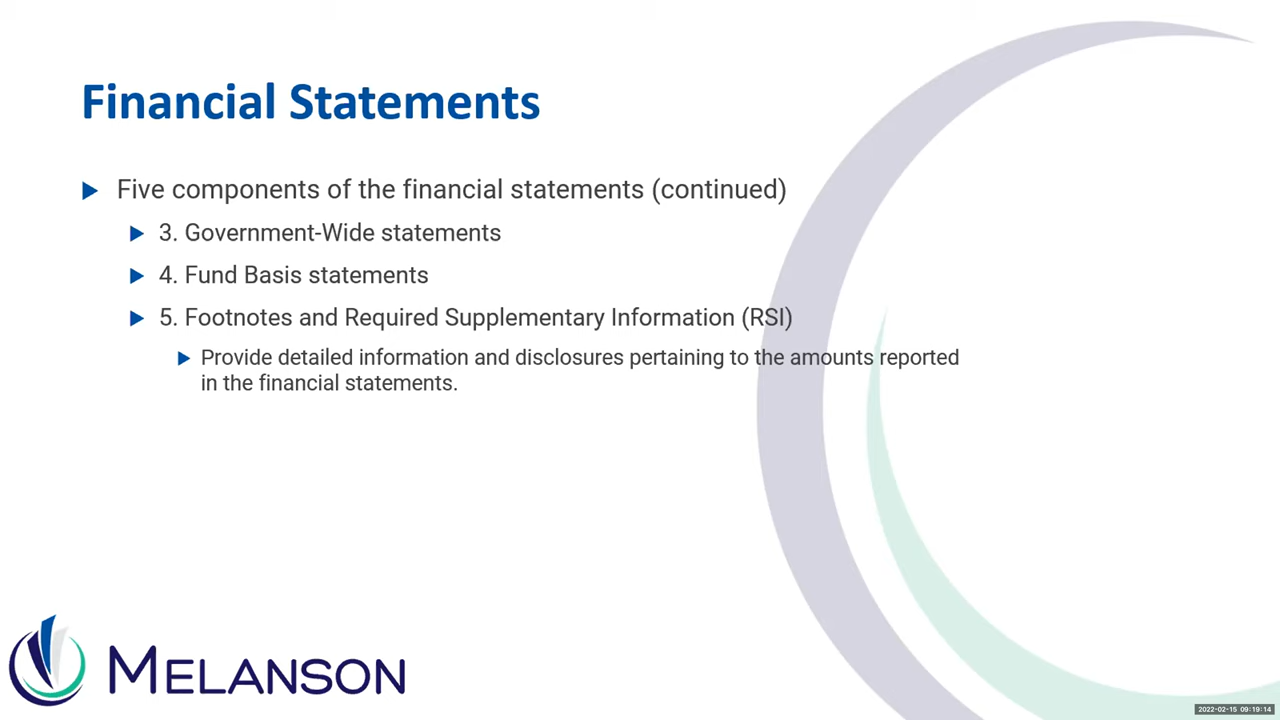 Financial Statements
Five components of the financial statements (continued)
3. Government-Wide statements
4. Fund Basis statements
5. Footnotes and Required Supplementary Information (RSI)
Provide detailed information and disclosures pertaining to the amounts reported
in the financial statements.
MELANSON
2022-02-15 09:19:14